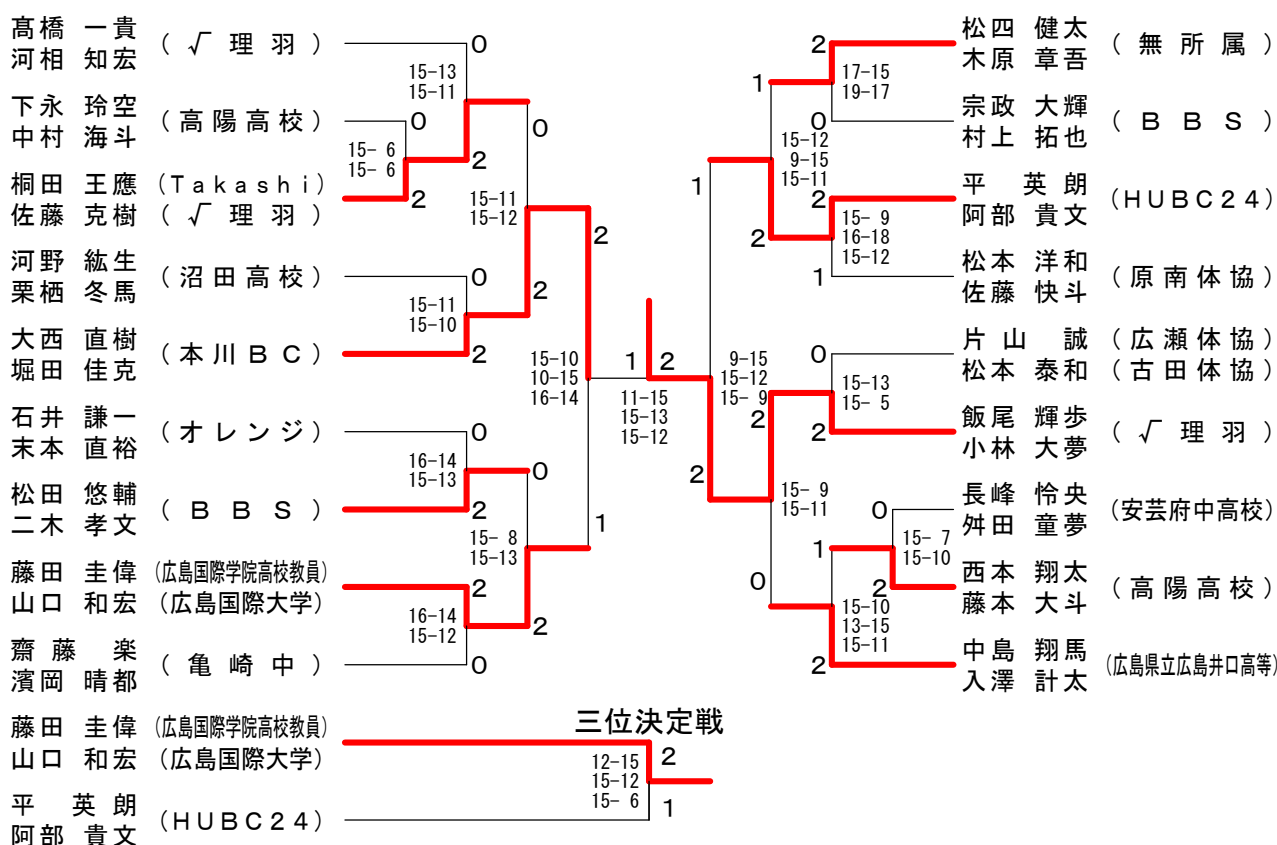 髙橋 一貴
河相 知宏
(√理羽)
0
15-13
15-11
下永 玲空
中村 海斗
(高陽高校)
0
15- 6
15- 6
2
2
桐田 王應 (Takashi)
佐藤 克樹 (√理羽)
0
15-11
15-12
2
河野 紘生
栗栖 冬馬
(沼田高校)
0
15-11
15-10
2
大西 直樹
堀田 佳克
(本川BC)
2
15-10
10-15
16-14
石井 謙一
末本 直裕
(オレンジ)
0
16-14
15-13
2
松田 悠輔
二木 孝文
(BBS)
0
15- 8
15-13
2
1
藤田 圭偉 (広島国際学院高校教員)
山口 和宏 (広島国際大学)
2
16-14
15-12
0
齋藤 楽
濱岡 晴都
(亀崎中)
1 2
11-15
15-13
15-12
松四 健太
木原 章吾
(無所属)
2
17-15
19-17
0
宗政 大輝
村上 拓也
(BBS)
1
15-12
9-15
15-11
2
平 英朗
阿部 貴文
(HUBC24)
2
15- 9
16-18
15-12
1
松本 洋和
佐藤 快斗
(原南体協)
1
9-15
15-12
15- 9
2
片山 誠 (広瀬体協)
松本 泰和 (古田体協)
0
15-13
15- 5
2
飯尾 輝歩
小林 大夢
(√理羽)
2
15- 9
15-11
0
長峰 怜央
舛田 童夢
(安芸府中高校)
0
15- 7
15-10
2
西本 翔太
藤本 大斗
(高陽高校)
1
15-10
13-15
15-11
2
中島 翔馬
入澤 計太
(広島県立広島井口高等)
三位決定戦
藤田 圭偉 (広島国際学院高校教員)
山口 和宏 (広島国際大学)
2
12-15
15-12
15- 6
1
平 英朗
阿部 貴文
(HUBC24)